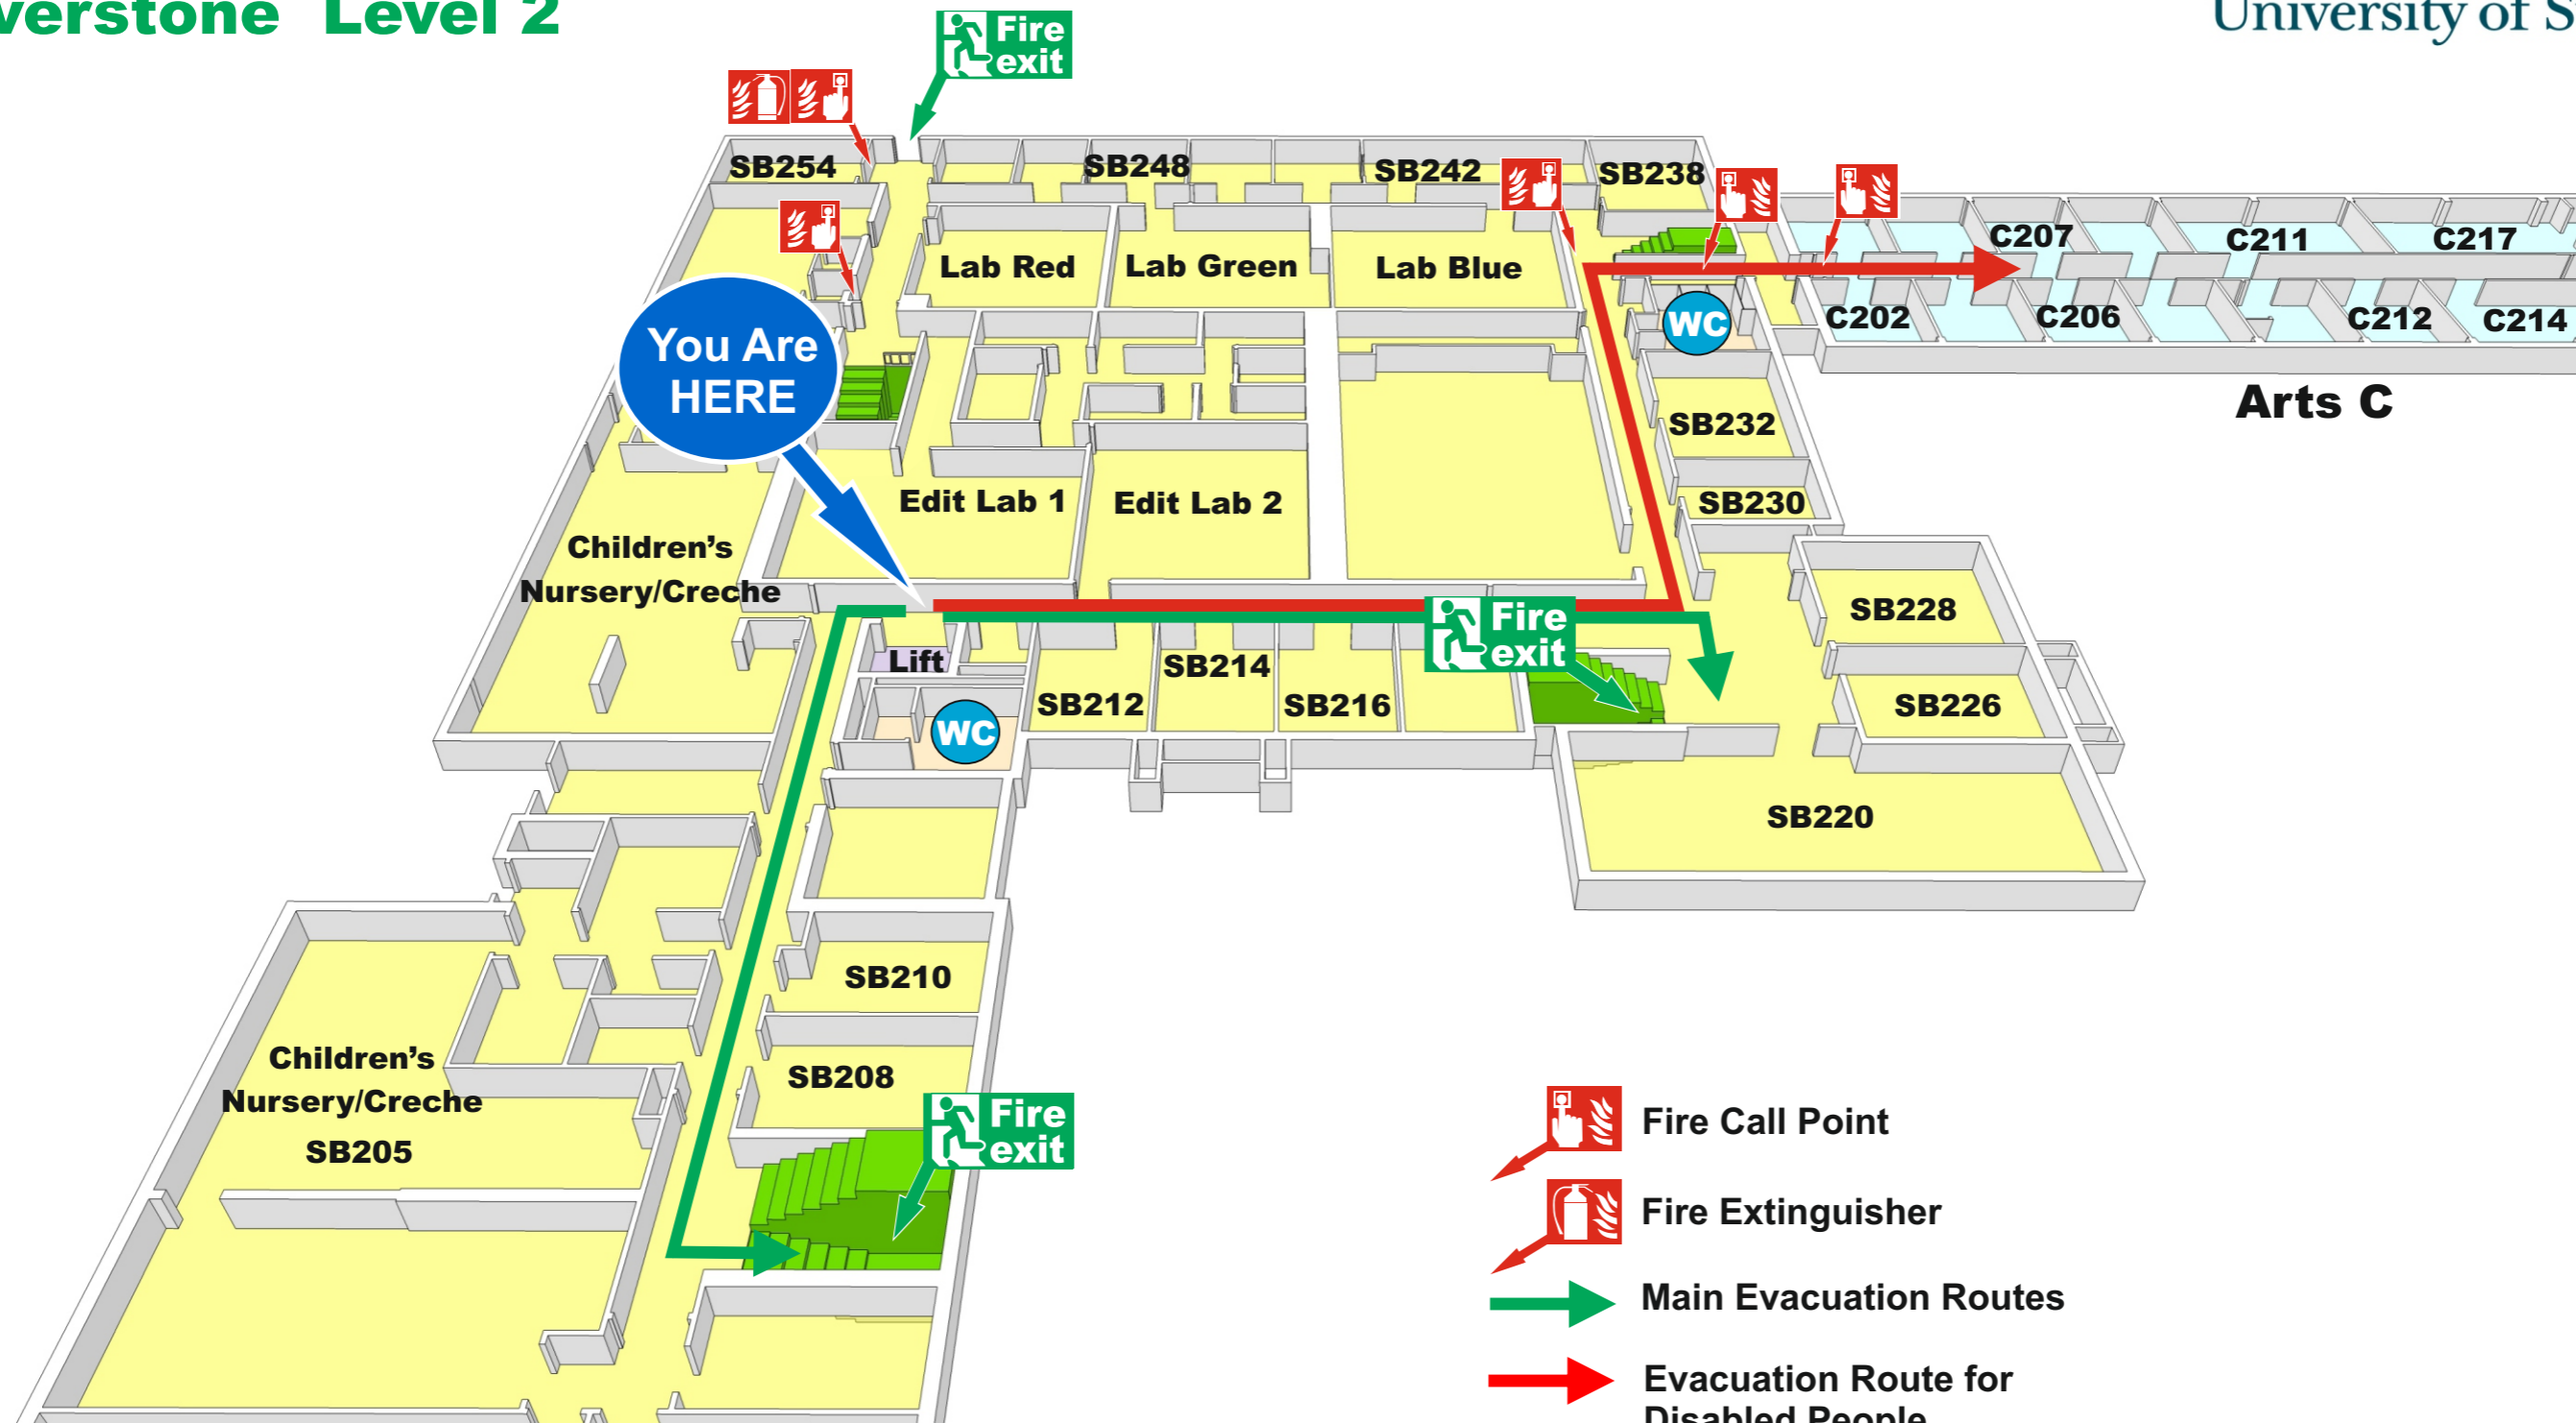 verstone Level 2
University of S
Fire
exit
SB254
SB248
SB242
SB238
C207
C211
C217
Lab Red
Lab Green
Lab Blue
WC
C202
C206
C212
C214
You Are
HERE
Arts C
SB232
Edit Lab 1
Edit Lab 2
SB230
Children's
Nursery/Creche
SB228
Fire
exit
Lift
SB214
SB212
SB216
SB226
WC
SB220
SB210
Children's
Nursery/Creche
SB205
SB208
Fire
exit
Fire Call Point
Fire Extinguisher
Main Evacuation Routes
Evacuation Route for
Disabled People